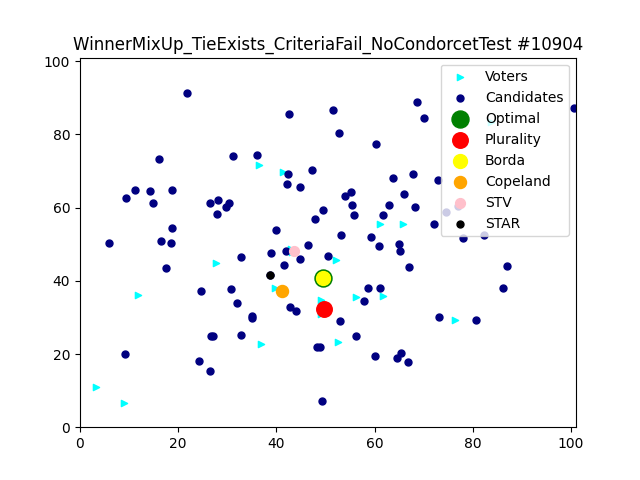 WinnerMixUp_TieExists_CriteriaFail_NoCondorcetTest #10904
100
80
60
40
20
0
0 20 40 60 80 100
Voters
Candidates
Optimal
Plurality
Borda
Copeland
STV
STAR